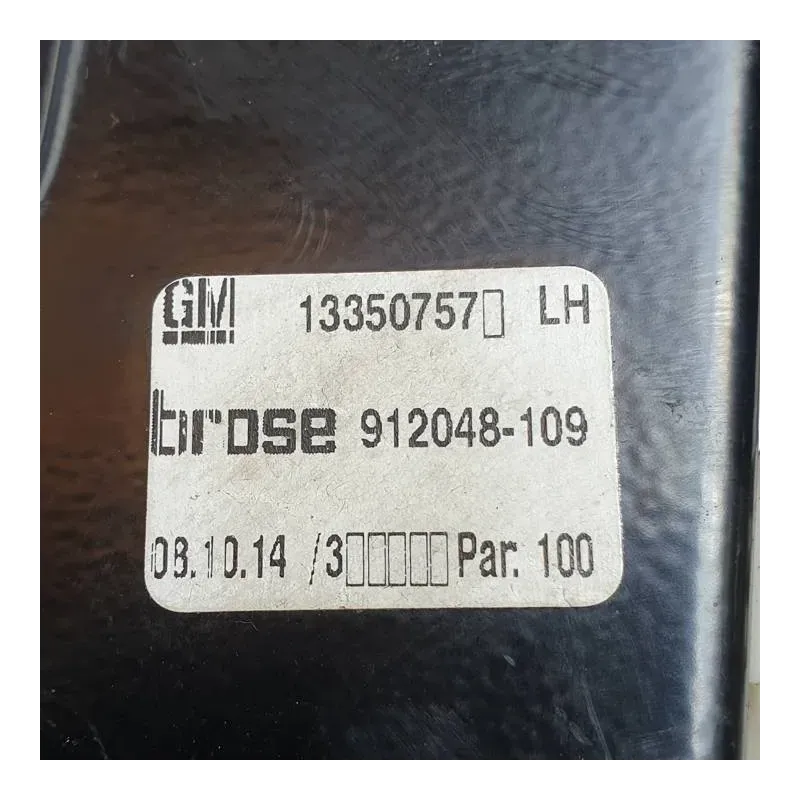 GM 13350757▯ LH
brose 912048-109
08.10.14 /3▯▯▯▯▯Par. 100